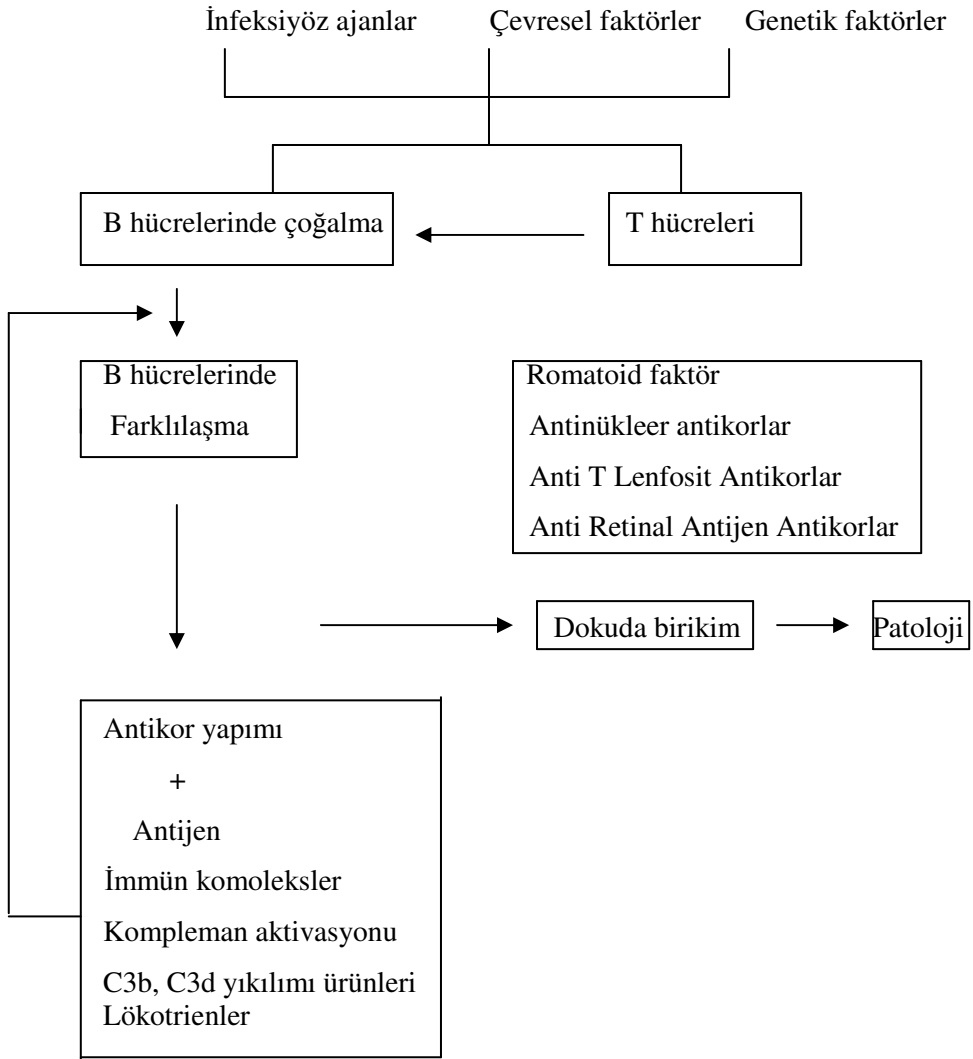 İnfeksiyöz ajanlar Çevresel faktörler Genetik faktörler
B hücrelerinde çoğalma
T hücreleri
B hücrelerinde
Farklılaşma
Romatoid faktör
Antinükleer antikorlar
Anti T Lenfosit Antikorlar
Anti Retinal Antijen Antikorlar
Dokuda birikim
Patoloji
Antikor yapımı
+
Antijen
İmmün komoleksler
Kompleman aktivasyonu
C3b, C3d yıkılımı ürünleri
Lökotrienler